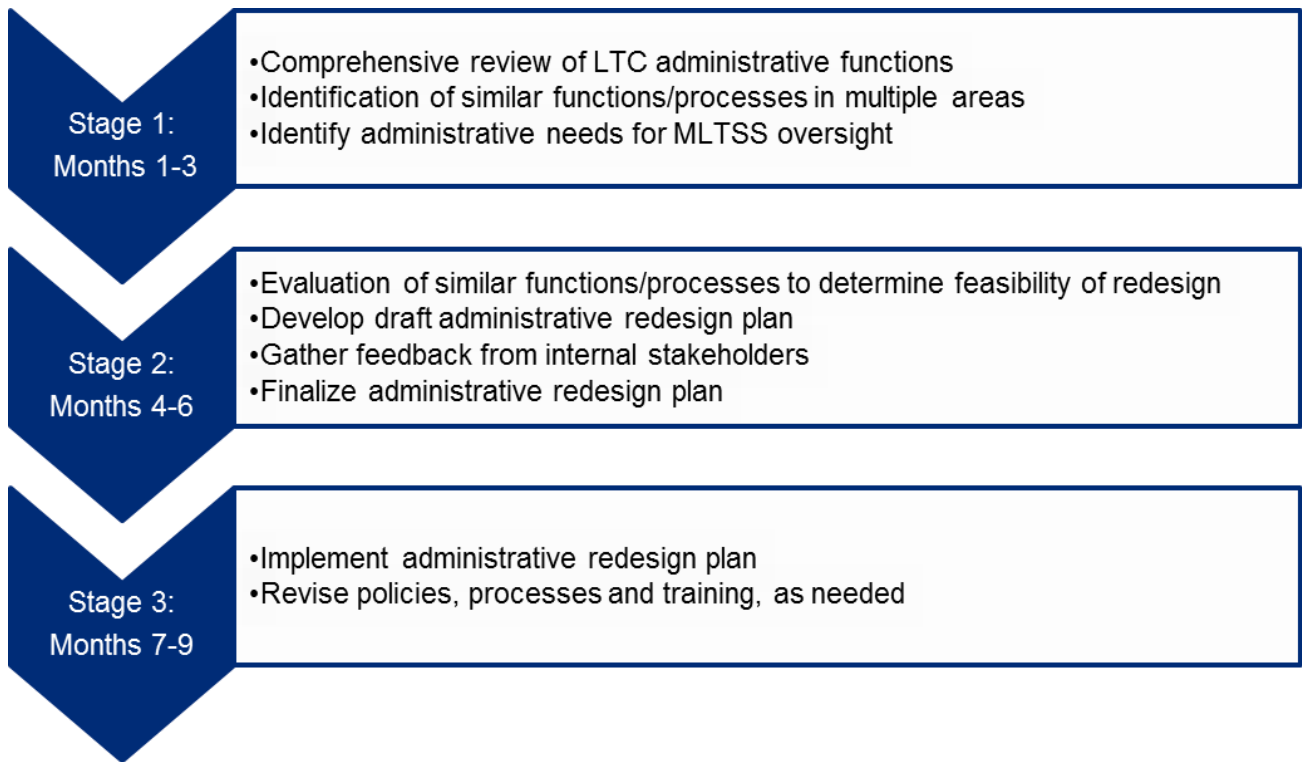 Stage 1:
Months 1-3
•Comprehensive review of LTC administrative functions
•Identification of similar functions/processes in multiple areas
•Identify administrative needs for MLTSS oversight
Stage 2:
Months 4-6
•Evaluation of similar functions/processes to determine feasibility of redesign
•Develop draft administrative redesign plan
•Gather feedback from internal stakeholders
•Finalize administrative redesign plan
Stage 3:
Months 7-9
•Implement administrative redesign plan
•Revise policies, processes and training, as needed